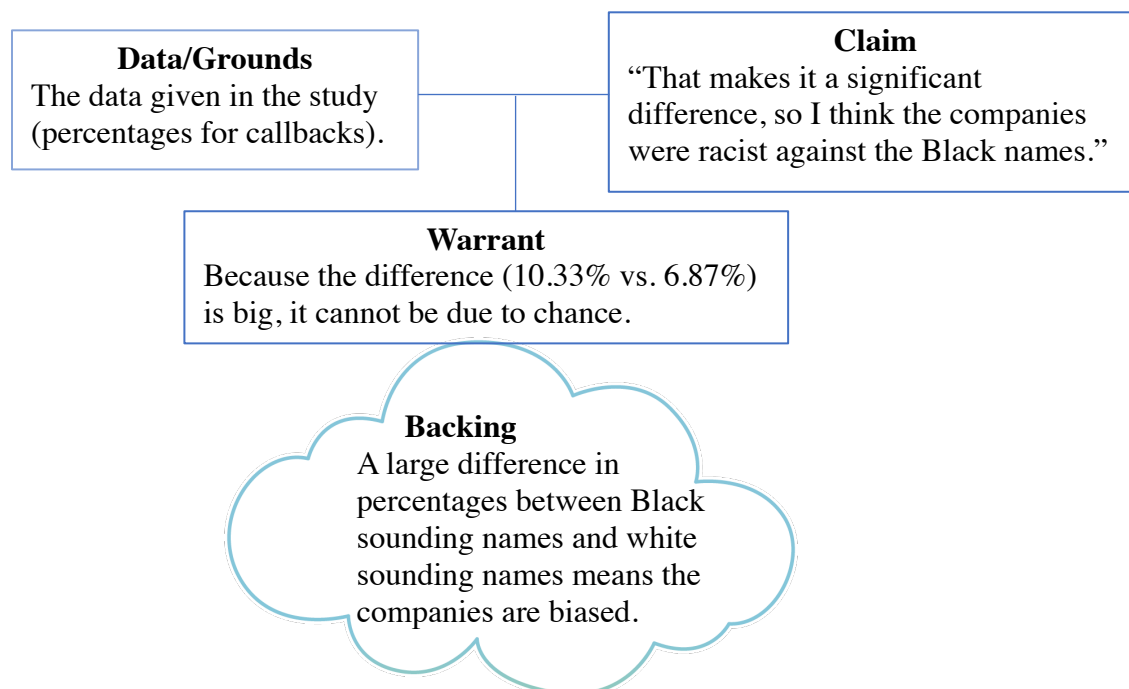 Data/Grounds
The data given in the study
(percentages for callbacks).
Claim
“That makes it a significant
difference, so I think the companies
were racist against the Black names.”
Warrant
Because the difference (10.33% vs. 6.87%)
is big, it cannot be due to chance.
Backing
A large difference in
percentages between Black
sounding names and white
sounding names means the
companies are biased.